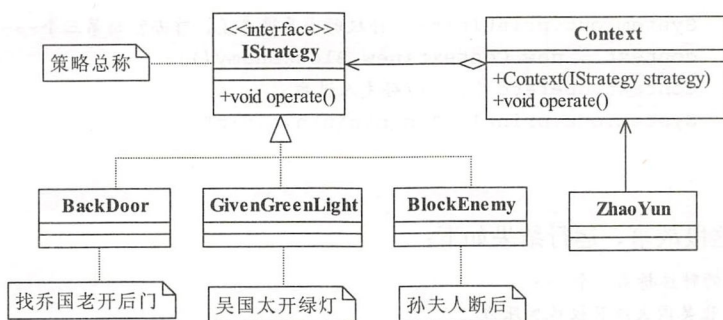 <<interface>>
IStrategy
+void operate()
策略总称
Context
+Context(IStrategy strategy)
+void operate()
BackDoor
GivenGreenLight
BlockEnemy
ZhaoYun
找乔国老开后门
吴国太开绿灯
孙夫人断后